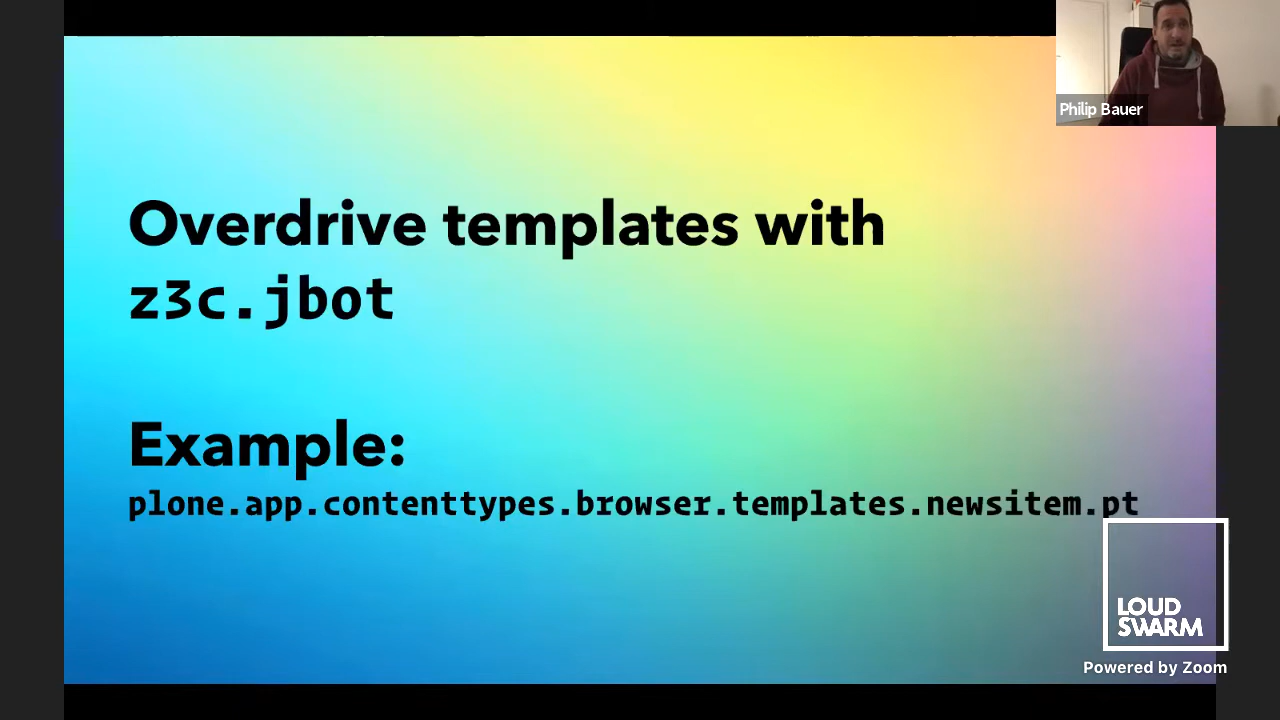 Philip Bauer
Overdrive templates with
z3c.jbot
Example:
plone.app.contenttypes.browser.templates.newsitem.pt
LOUD
SWARM
Powered by Zoom